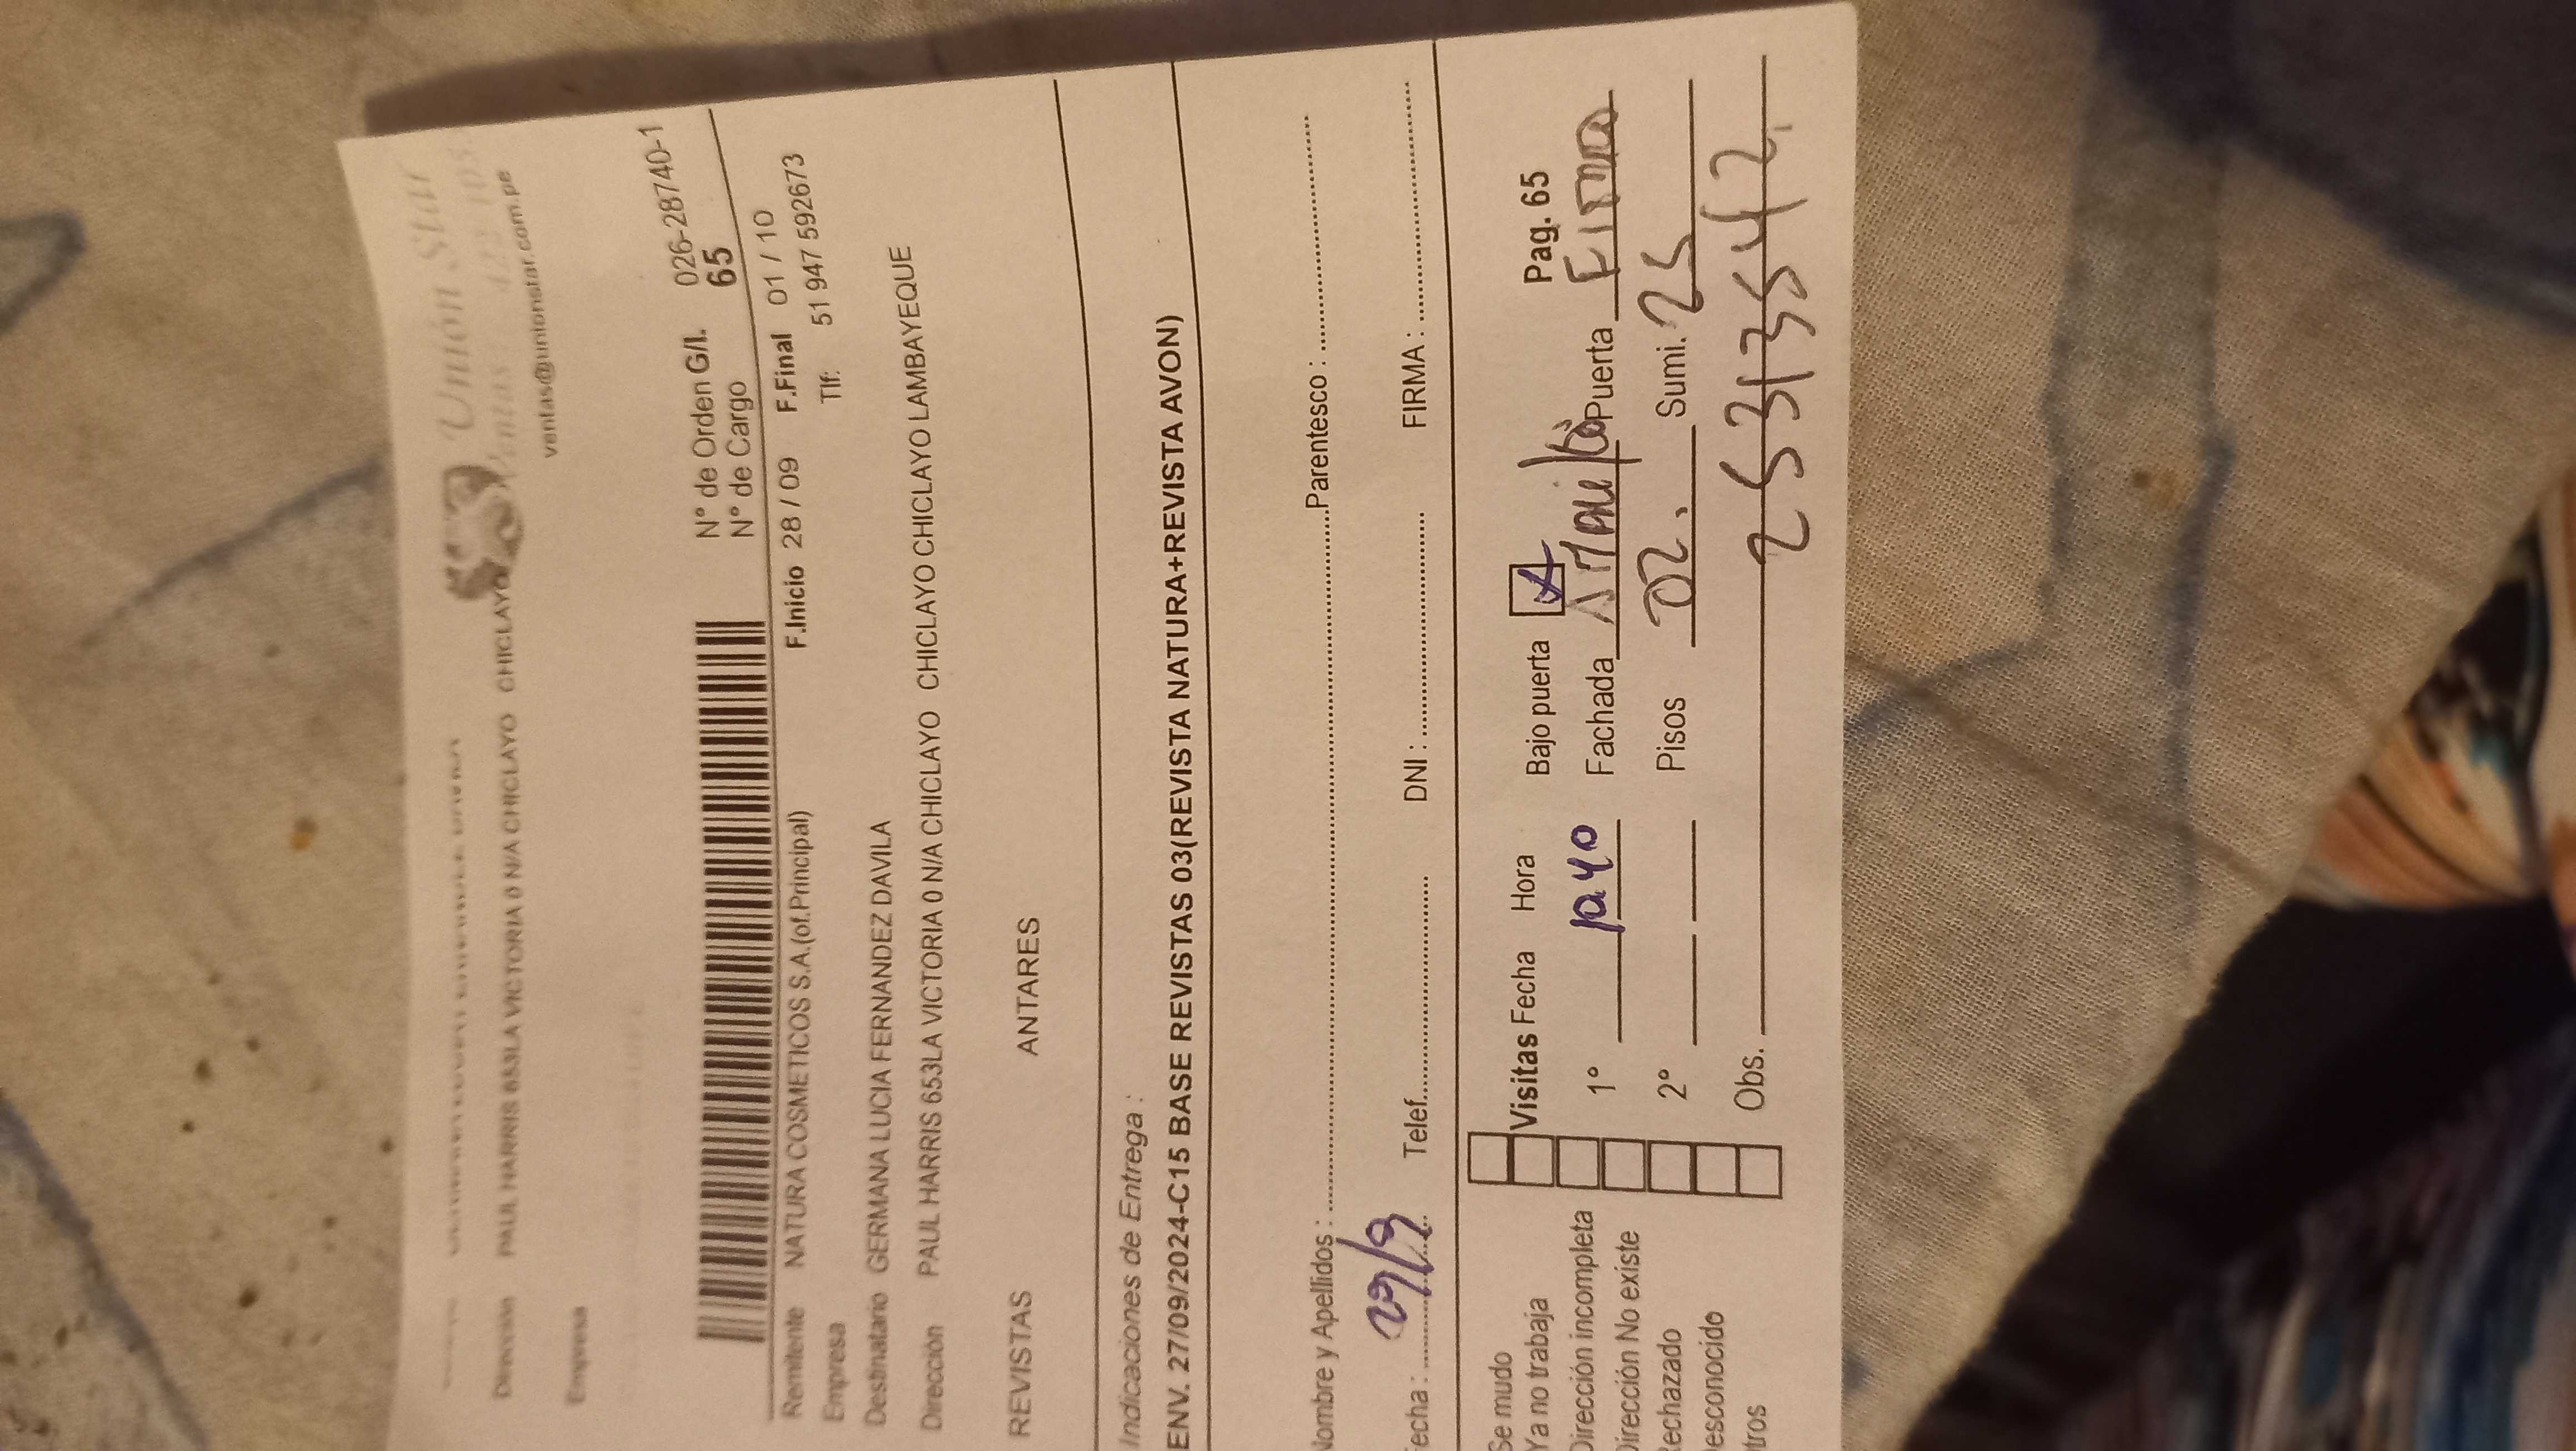 Unión Star
ventas@unionstar.com.pe
Dirección PAUL HARRIS 653LA VICTORIA 0 N/A CHICLAYO CHICLAYO
Empresa
N° de Orden G/I. 026-28740-1
N° de Cargo 65
F.Inicio 28 / 09 F.Final 01 / 10
Remitente NATURA COSMETICOS S.A.(of.Principal)
Tlf: 51 947 592673
Empresa
Destinatario GERMANA LUCIA FERNANDEZ DAVILA
Dirección PAUL HARRIS 653LA VICTORIA 0 N/A CHICLAYO CHICLAYO CHICLAYO LAMBAYEQUE
REVISTAS ANTARES
Indicaciones de Entrega :
ENV. 27/09/2024-C15 BASE REVISTAS 03(REVISTA NATURA+REVISTA AVON)
Nombre y Apellidos : Parentesco :
echa : 29/9 Telef. DNI : FIRMA :
Se mudo
Ya no trabaja
Dirección incompleta
Dirección No existe
Rechazado
Desconocido
tros
Visitas Fecha Hora Bajo puerta Pag. 65
1° Fachada Puerta
2° Pisos 02. Sumi. 25
Obs. 25313542